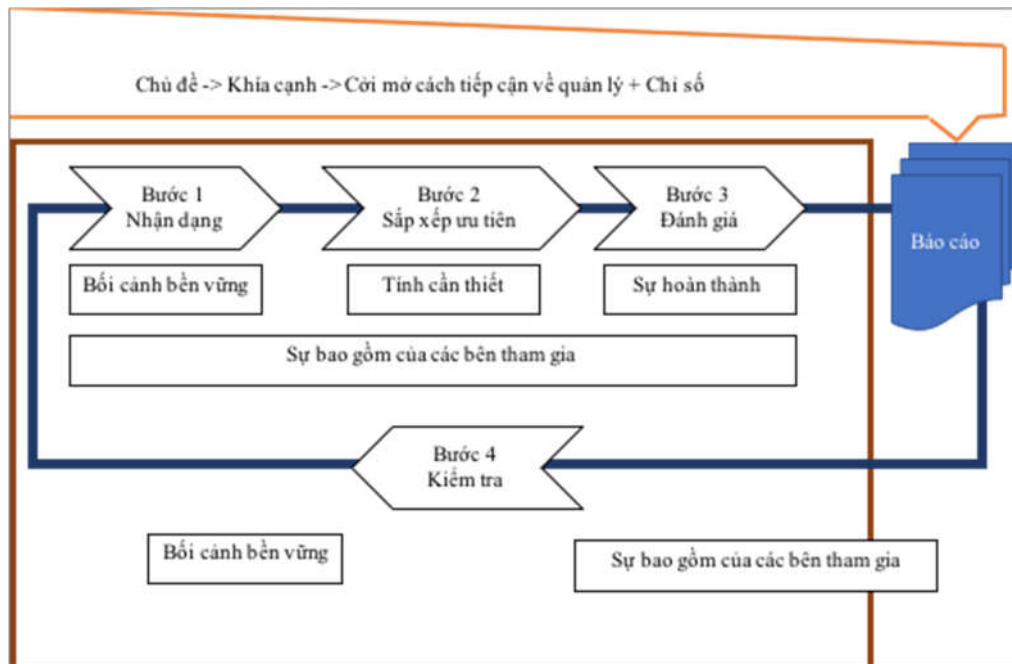 Chủ đề -> Khía cạnh -> Cởi mở cách tiếp cận về quản lý + Chỉ số
Bước 1
Nhận dạng
Bước 2
Sắp xếp ưu tiên
Bước 3
Đánh giá
Báo cáo
Bối cảnh bền vững
Tính cần thiết
Sự hoàn thành
Sự bao gồm của các bên tham gia
Bước 4
Kiểm tra
Bối cảnh bền vững
Sự bao gồm của các bên tham gia